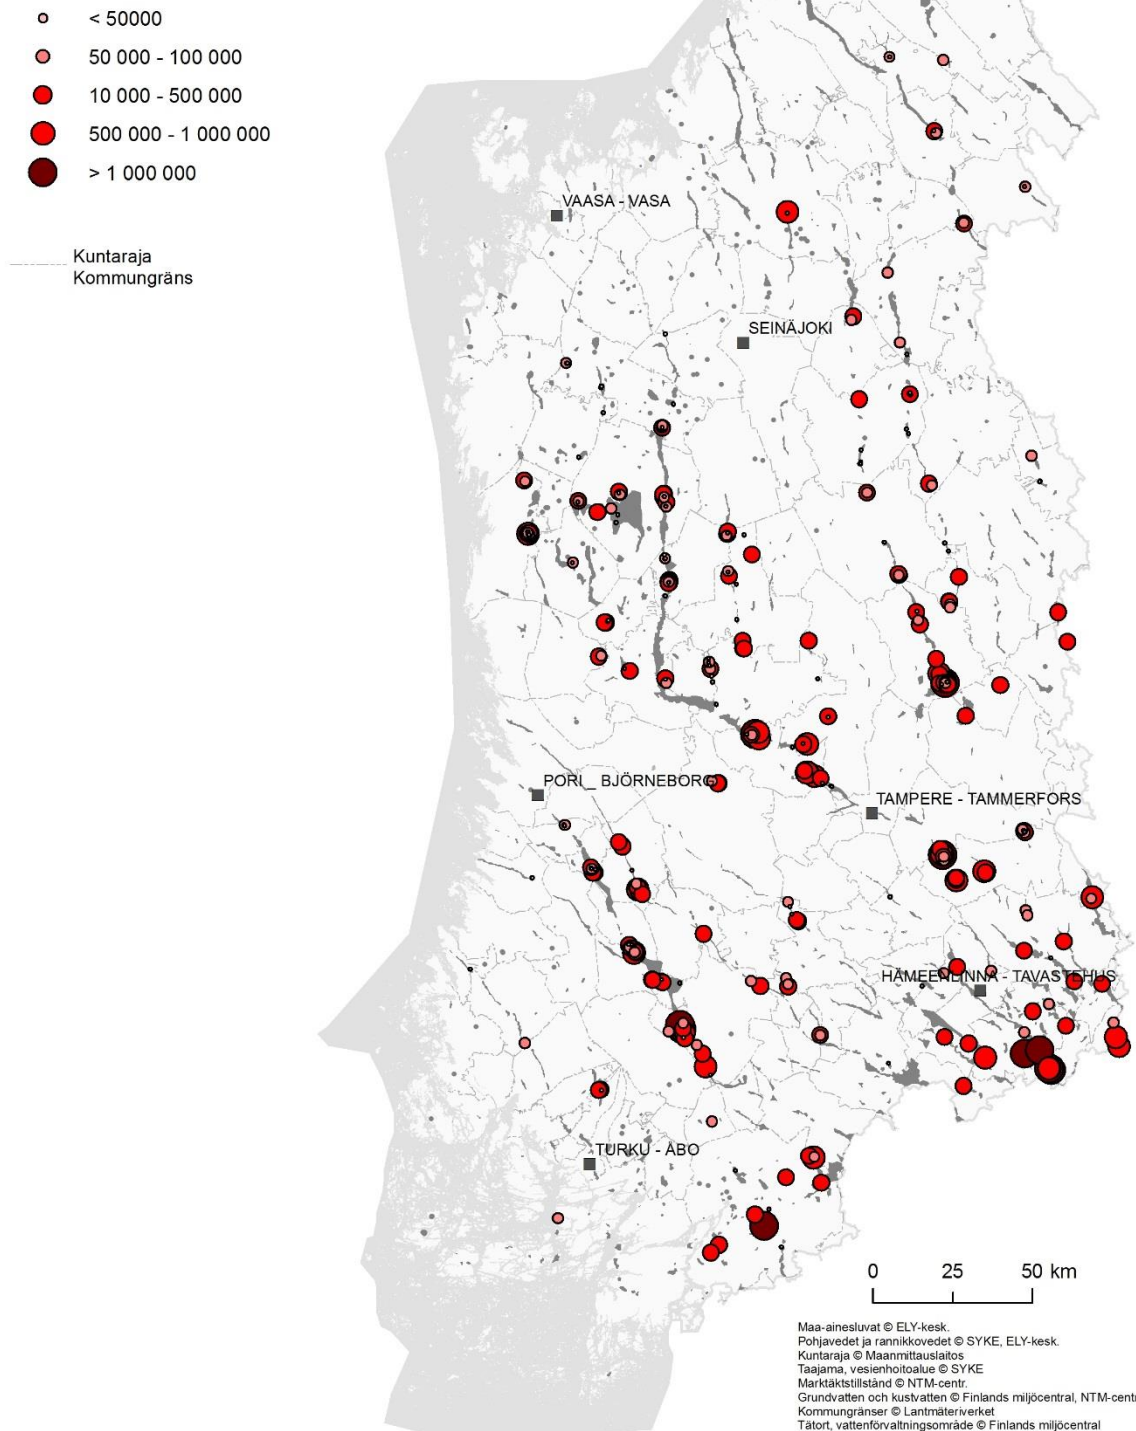 < 50000
50 000 - 100 000
10 000 - 500 000
500 000 - 1 000 000
> 1 000 000
Kuntaraja
Kommungräns
VAASA - VASA
SEINÄJOKI
PORI_ BJÖRNEBORG
TAMPERE - TAMMERFORS
HÄMEENLINNA - TAVASTEHUS
TURKU - ÅBO
0 25 50 km
Maa-ainesluvat © ELY-kesk.
Pohjavedet ja rannikkovedet © SYKE, ELY-kesk.
Kuntaraja © Maanmittauslaitos
Taajama, vesienhoitoalue © SYKE
Marktäktstillstånd © NTM-centr.
Grundvatten och kustvatten © Finlands miljöcentral, NTM-centr
Kommungränser © Lantmäteriverket
Tätort, vattenförvaltningsområde © Finlands miljöcentral